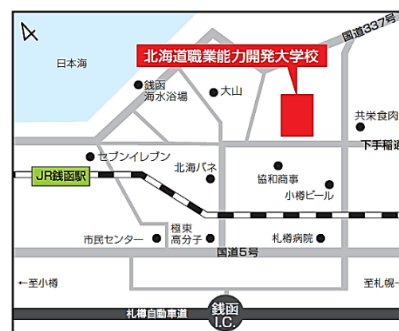 国道337号
日本海
北海道職業能力開発大学校
銭函
海水浴場
大山
共栄食肉
下手稲通
セブンイレブン
JR銭函駅
北海バネ
協和商事
小樽ビール
市民センター
極東
高分子
札樽病院
国道5号
←至小樽
至札幌→
札樽自動車道
銭函
I.C.